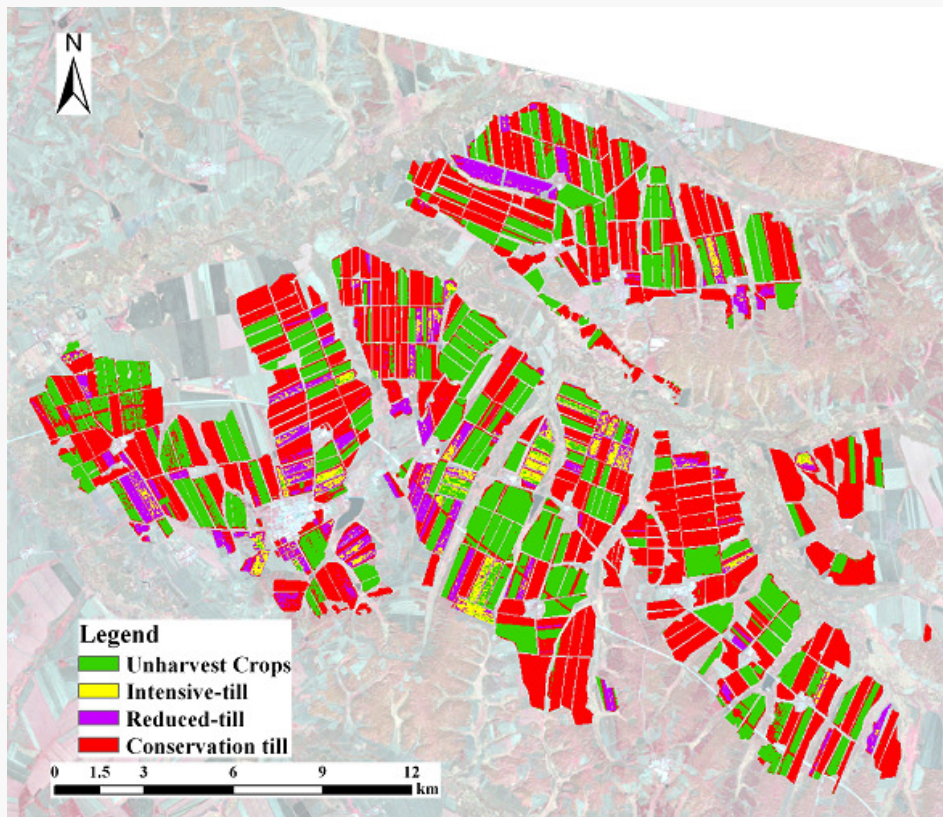 N
Legend
Unharvest Crops
Intensive-till
Reduced-till
Conservation till
0 1.5 3 6 9 12
km